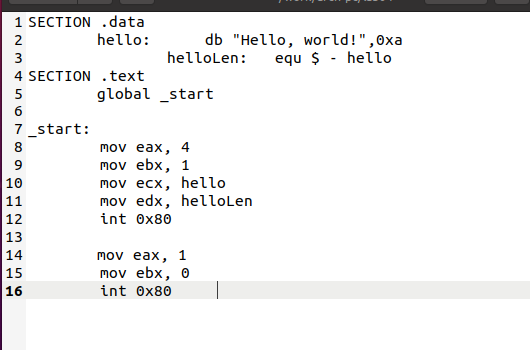 1 SECTION .data
2 hello: db "Hello, world!",0xa
3 helloLen: equ $ - hello
4 SECTION .text
5 global _start
6
7 _start:
8 mov eax, 4
9 mov ebx, 1
10 mov ecx, hello
11 mov edx, helloLen
12 int 0x80
13
14 mov eax, 1
15 mov ebx, 0
16 int 0x80